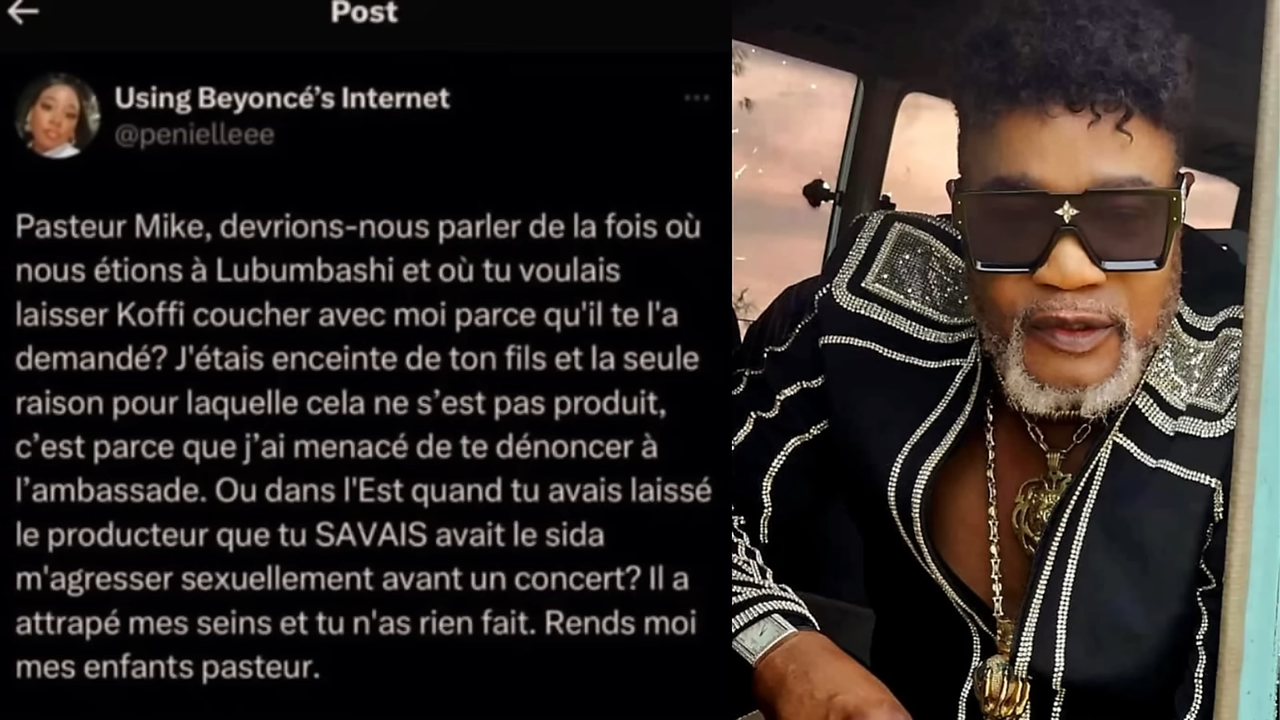 Post
Using Beyoncé’s Internet
@penielleee
Pasteur Mike, devrions-nous parler de la fois où
nous étions à Lubumbashi et où tu voulais
laisser Koffi coucher avec moi parce qu'il te l'a
demandé? J'étais enceinte de ton fils et la seule
raison pour laquelle cela ne s’est pas produit,
c’est parce que j’ai menacé de te dénoncer à
l’ambassade. Ou dans l'Est quand tu avais laissé
le producteur que tu SAVAIS avait le sida
m'agresser sexuellement avant un concert? Il a
attrapé mes seins et tu n'as rien fait. Rends moi
mes enfants pasteur.